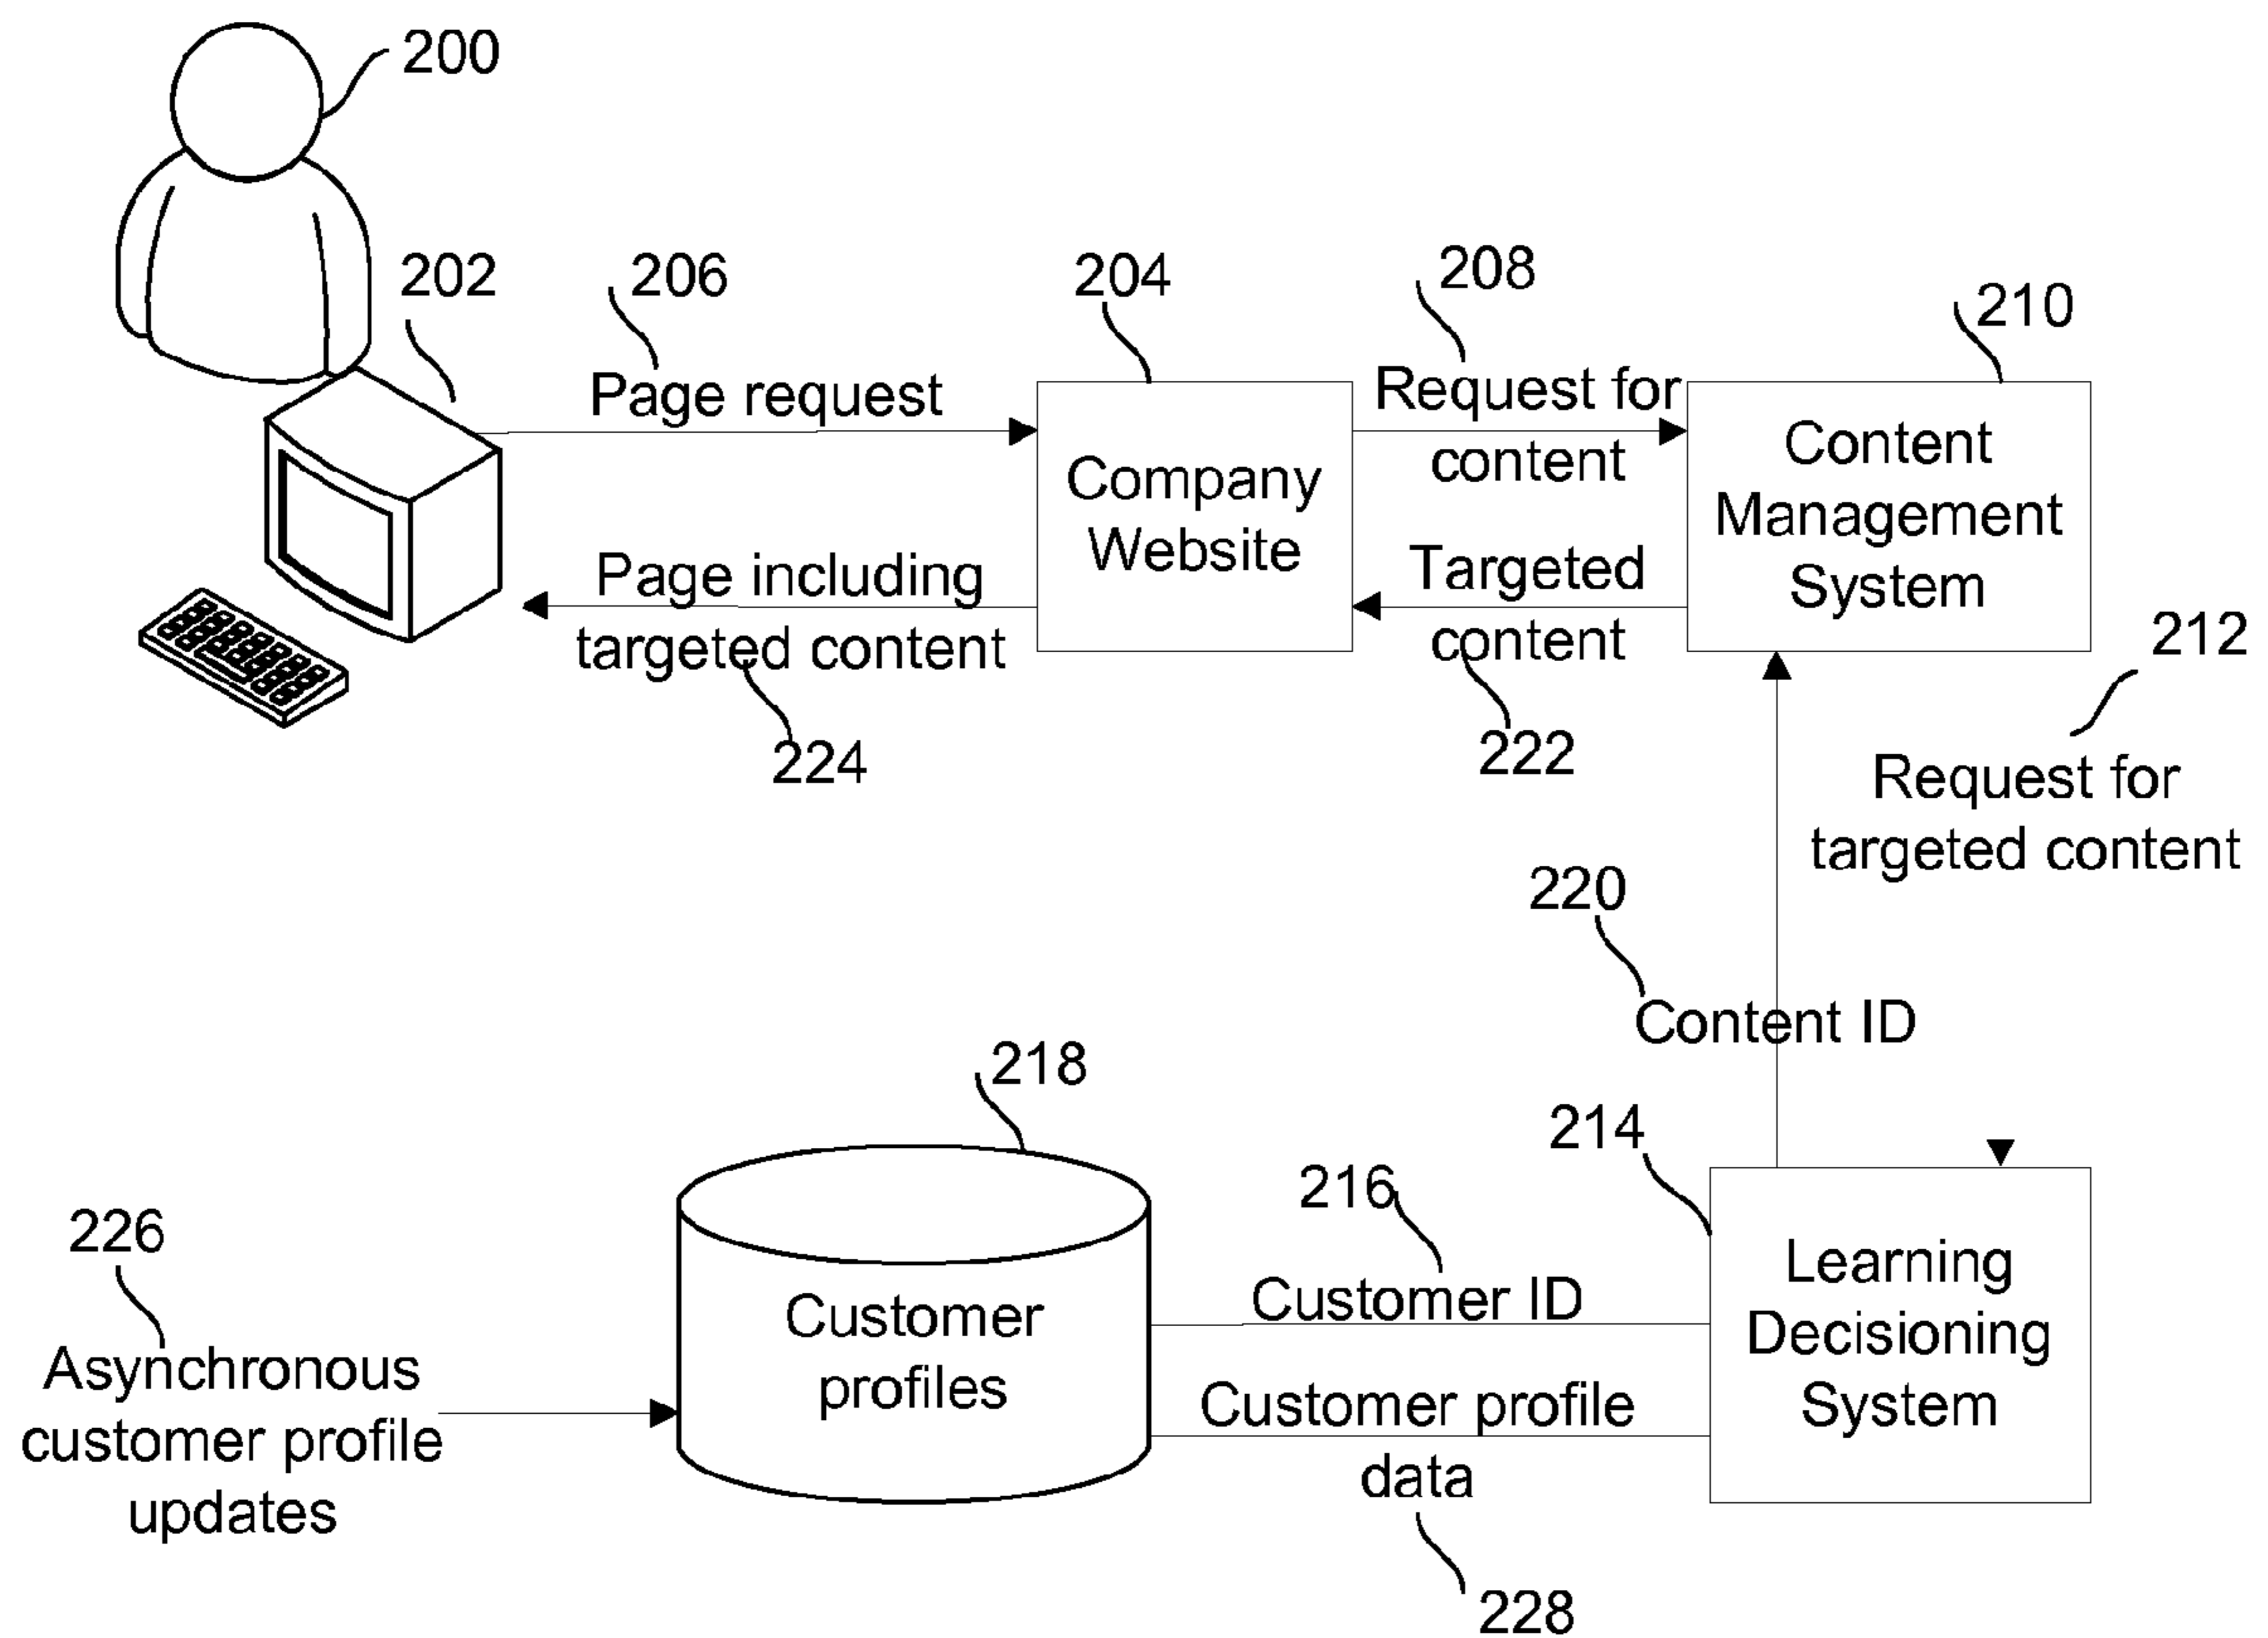 200
202
206
204
208
210
Page request
Request for
content
Company
Website
Content
Management
System
Page including
targeted content
Targeted
content
224
222
212
Request for
targeted content
220
Content ID
218
214
216
226
Customer ID
Customer
profiles
Learning
Decisioning
System
Asynchronous
customer profile
updates
Customer profile
data
228